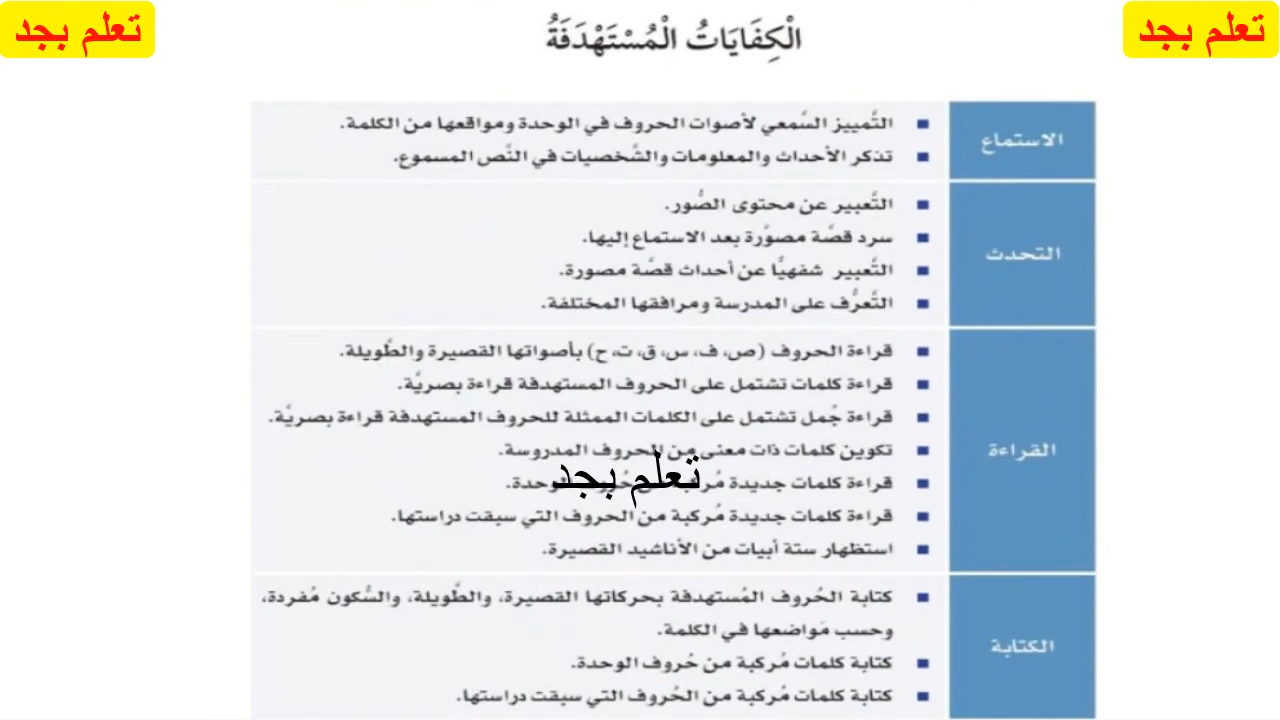 تعلم بجد
تعلم بجد
الْكِفَايَاتُ الْمُسْتَهْدَفَةُ
الاستماع
التَّمييز السَّمعي لأصوات الحروف في الوحدة ومواقعها من الكلمة.
تذكر الأحداث والمعلومات والشَّخصيات في النَّص المسموع.
التحدث
التَّعبير عن محتوى الصُّور.
سرد قصَّة مصوَّرة بعد الاستماع إليها.
التَّعبير شفهيًّا عن أحداث قصَّة مصورة.
التَّعرُّف على المدرسة ومرافقها المختلفة.
القراءة
قراءة الحروف (ص، ف، س، ق، ت، ح) بأصواتها القصيرة والطَّويلة.
قراءة كلمات تشتمل على الحروف المستهدفة قراءة بصريَّة.
قراءة جُمل تشتمل على الكلمات الممثلة للحروف المستهدفة قراءة بصريَّة.
تكوين كلمات ذات معنى من الحروف المدروسة.
قراءة كلمات جديدة مُركبة من حُروف الوحدة.
تعلم بجد
قراءة كلمات جديدة مُركبة من الحروف التي سبقت دراستها.
استظهار ستة أبيات من الأناشيد القصيرة.
الكتابة
كتابة الحُروف المُستهدفة بحركاتها القصيرة، والطَّويلة، والسُّكون مُفردة،
وحسب مَواضعها في الكلمة.
كتابة كلمات مُركبة من حُروف الوحدة.
كتابة كلمات مُركبة من الحُروف التي سبقت دراستها.